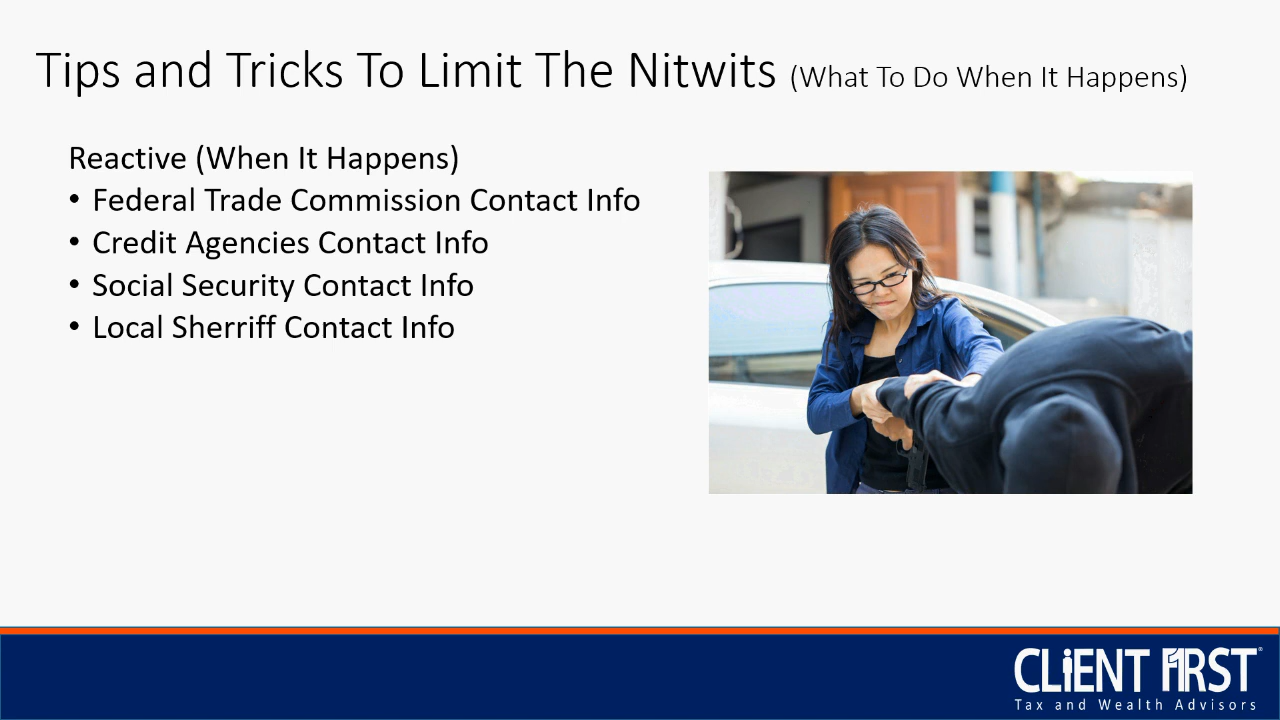 Tips and Tricks To Limit The Nitwits (What To Do When It Happens)
Reactive (When It Happens)
• Federal Trade Commission Contact Info
• Credit Agencies Contact Info
• Social Security Contact Info
• Local Sherriff Contact Info
CLiENT F1RST®
Tax and Wealth Advisors